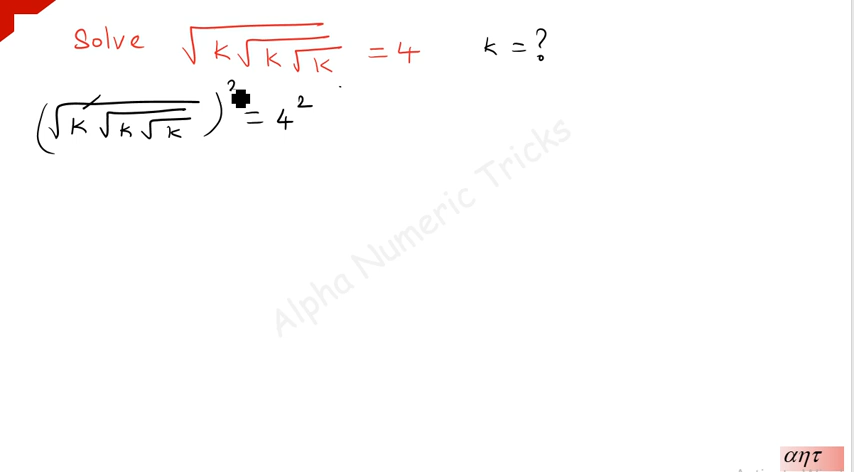 Solve √(K√(K√K)) = 4 K = ?
(√(K√(K√K)))² = 4²
Alpha Numeric Tricks
αητ